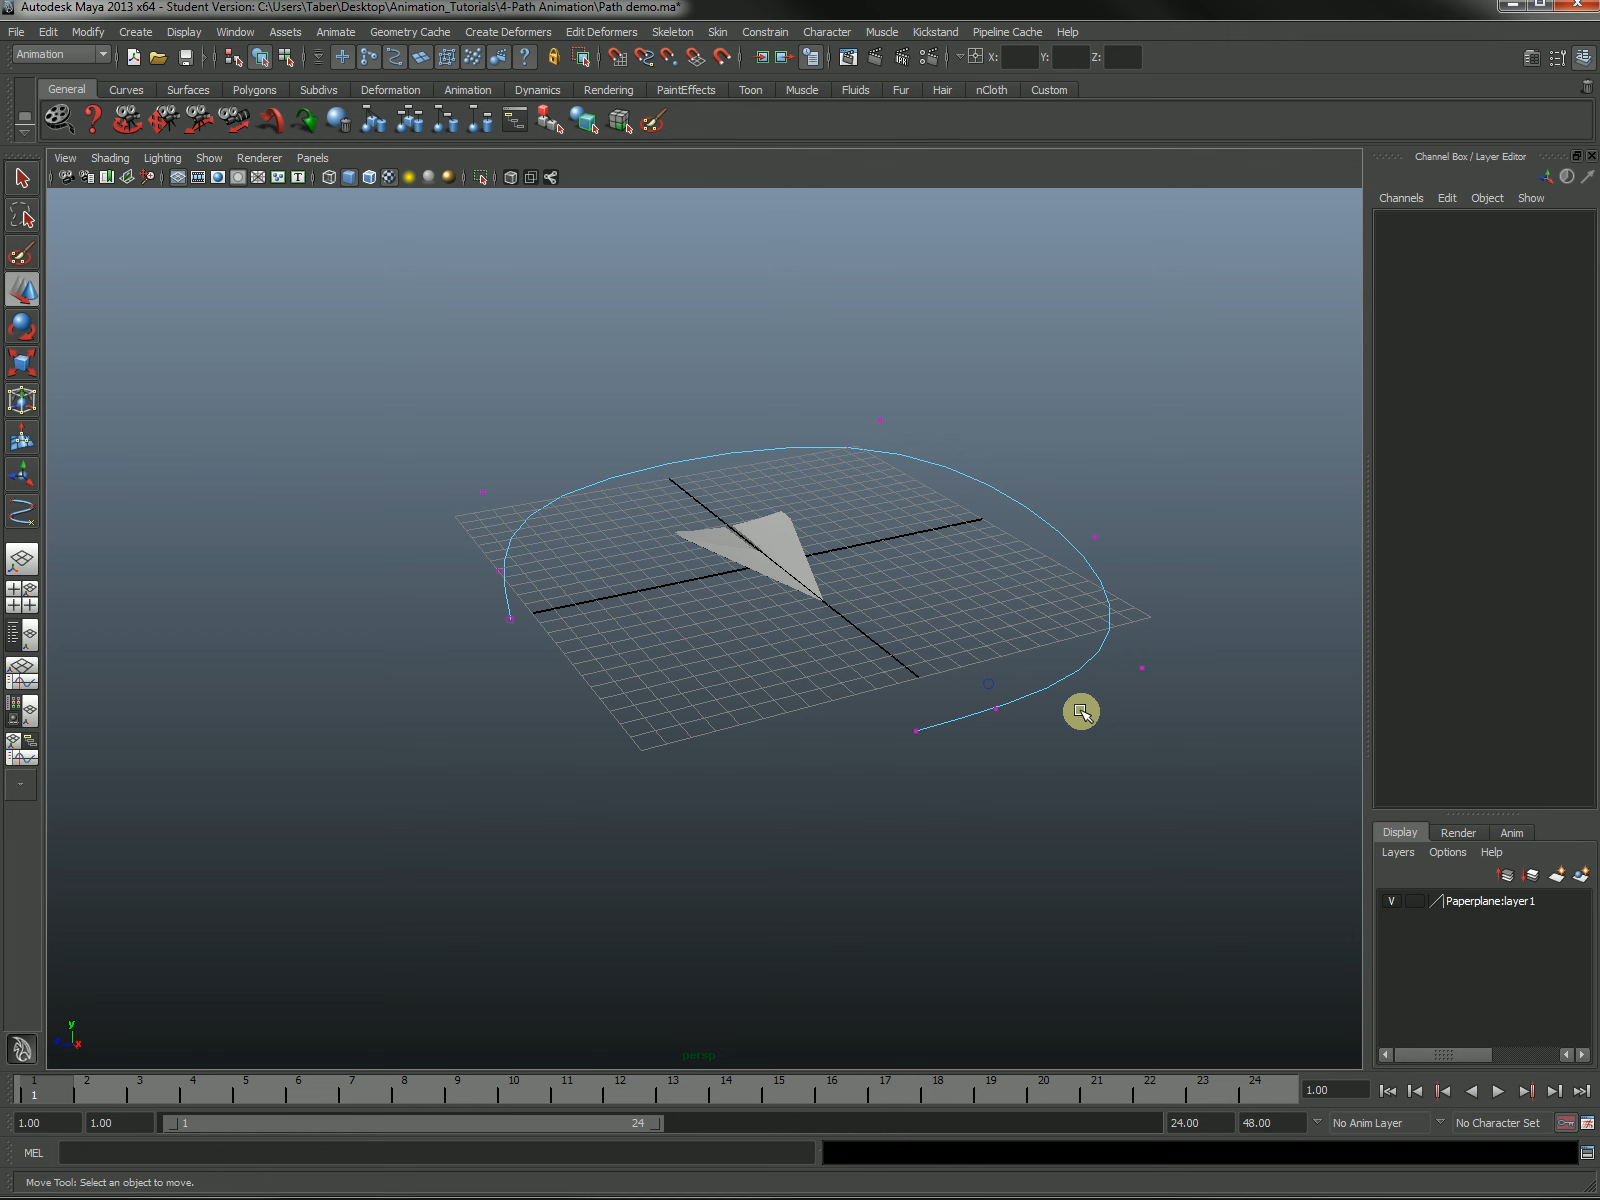 Autodesk Maya 2013 x64 - Student Version: C:\Users\Taber\Desktop\Animation_Tutorials\4-Path Animation\Path demo.ma*
File Edit Modify Create Display Window Assets Animate Geometry Cache Create Deformers Edit Deformers Skeleton Skin Constrain Character Muscle Kickstand Pipeline Cache Help
Animation X: Y: Z:
General Curves Surfaces Polygons Subdivs Deformation Animation Dynamics Rendering PaintEffects Toon Muscle Fluids Fur Hair nCloth Custom
View Shading Lighting Show Renderer Panels
Channel Box / Layer Editor
Channels Edit Object Show
Display Render Anim
Layers Options Help
V Paperplane:layer1
y
x
persp
1 2 3 4 5 6 7 8 9 10 11 12 13 14 15 16 17 18 19 20 21 22 23 24
1 1.00
1.00 1.00 1 24 24.00 48.00 No Anim Layer No Character Set
MEL
Move Tool: Select an object to move.